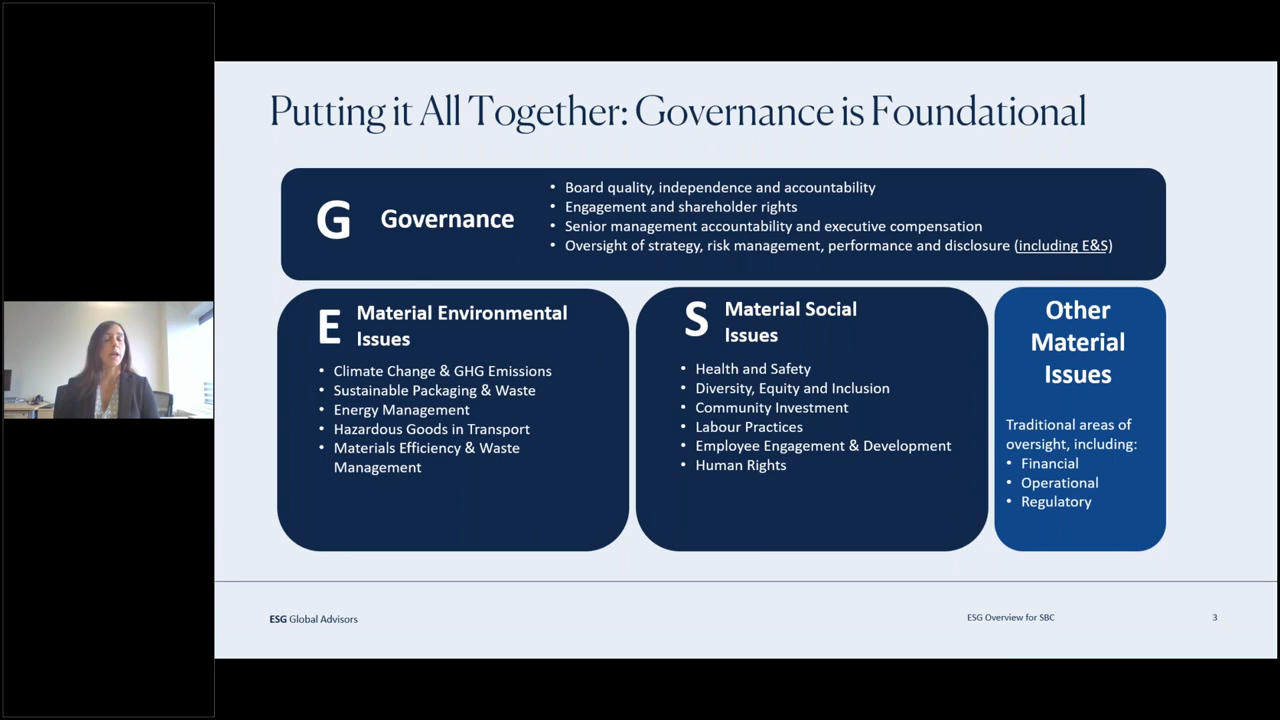 Putting it All Together: Governance is Foundational
G
Governance
• Board quality, independence and accountability
• Engagement and shareholder rights
• Senior management accountability and executive compensation
• Oversight of strategy, risk management, performance and disclosure (including E&S)
E
Material Environmental
Issues
• Climate Change & GHG Emissions
• Sustainable Packaging & Waste
• Energy Management
• Hazardous Goods in Transport
• Materials Efficiency & Waste
Management
S
Material Social
Issues
• Health and Safety
• Diversity, Equity and Inclusion
• Community Investment
• Labour Practices
• Employee Engagement & Development
• Human Rights
Other
Material
Issues
Traditional areas of
oversight, including:
• Financial
• Operational
• Regulatory
ESG Global Advisors
ESG Overview for SBC
3